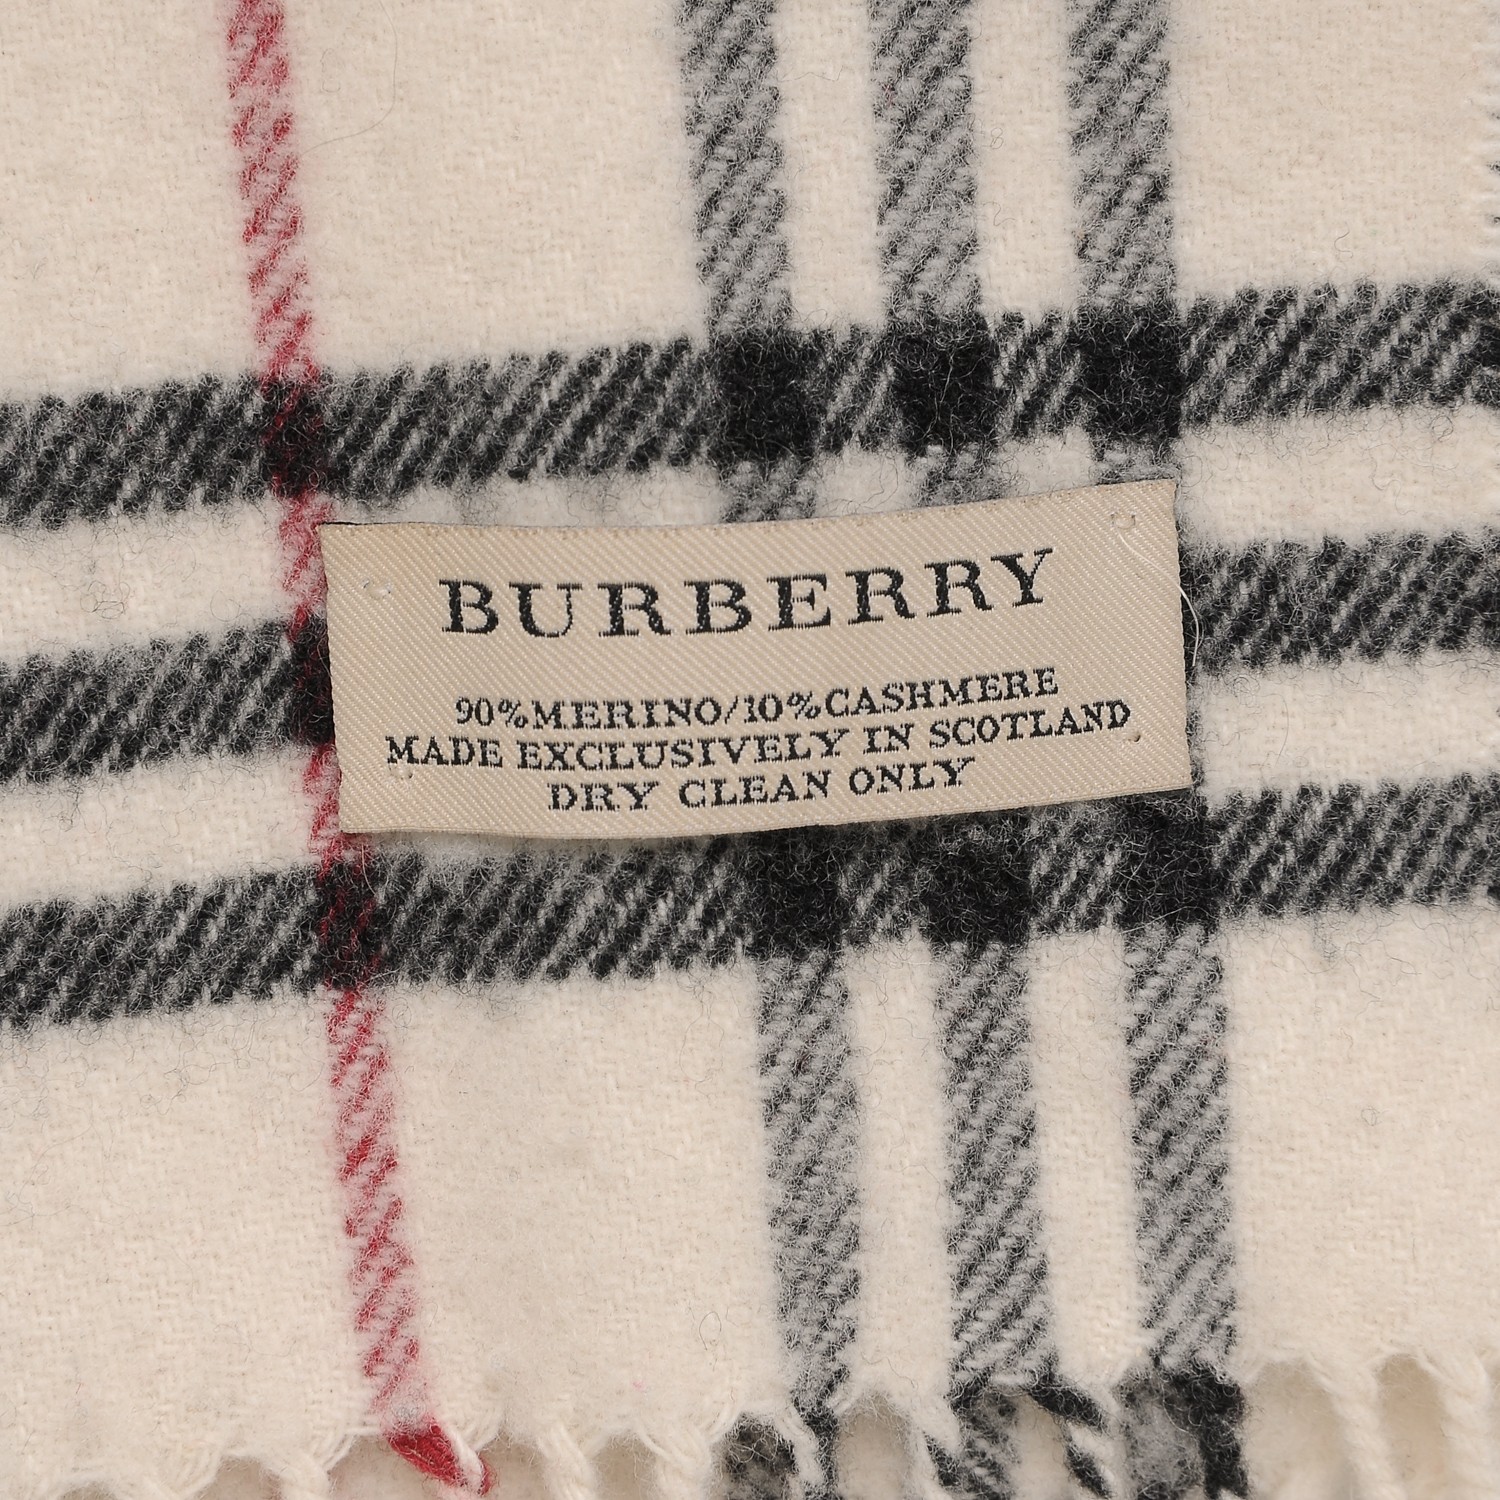 BURBERRY
90%MERINO/10%CASHMERE
MADE EXCLUSIVELY IN SCOTLAND
DRY CLEAN ONLY